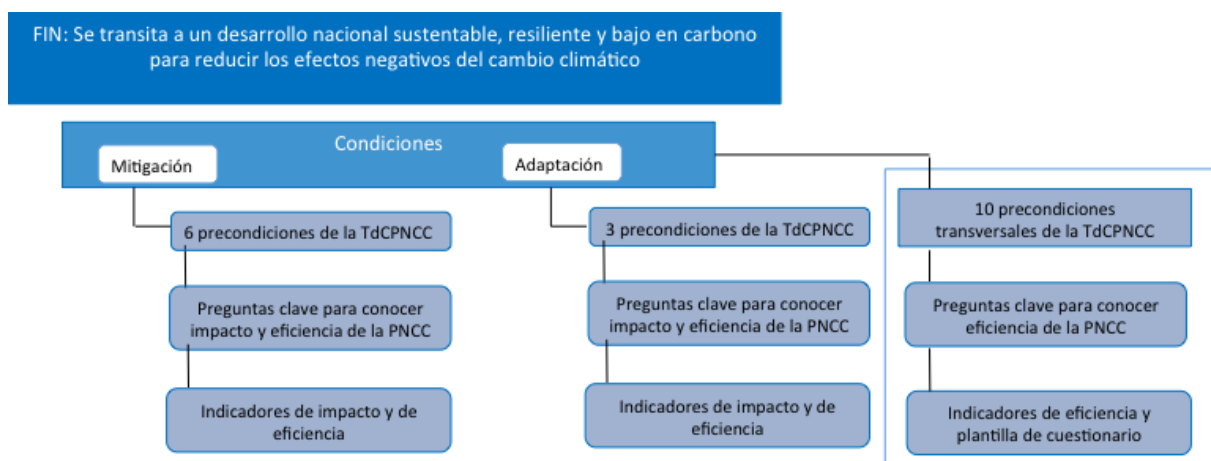 FIN: Se transita a un desarrollo nacional sustentable, resiliente y bajo en carbono
para reducir los efectos negativos del cambio climático
Condiciones
Mitigación
Adaptación
6 precondiciones de la TdCPNCC
Preguntas clave para conocer
impacto y eficiencia de la PNCC
Indicadores de impacto y de
eficiencia
3 precondiciones de la TdCPNCC
Preguntas clave para conocer
impacto y eficiencia de la PNCC
Indicadores de impacto y de
eficiencia
10 precondiciones
transversales de la TdCPNCC
Preguntas clave para conocer
eficiencia de la PNCC
Indicadores de eficiencia y
plantilla de cuestionario